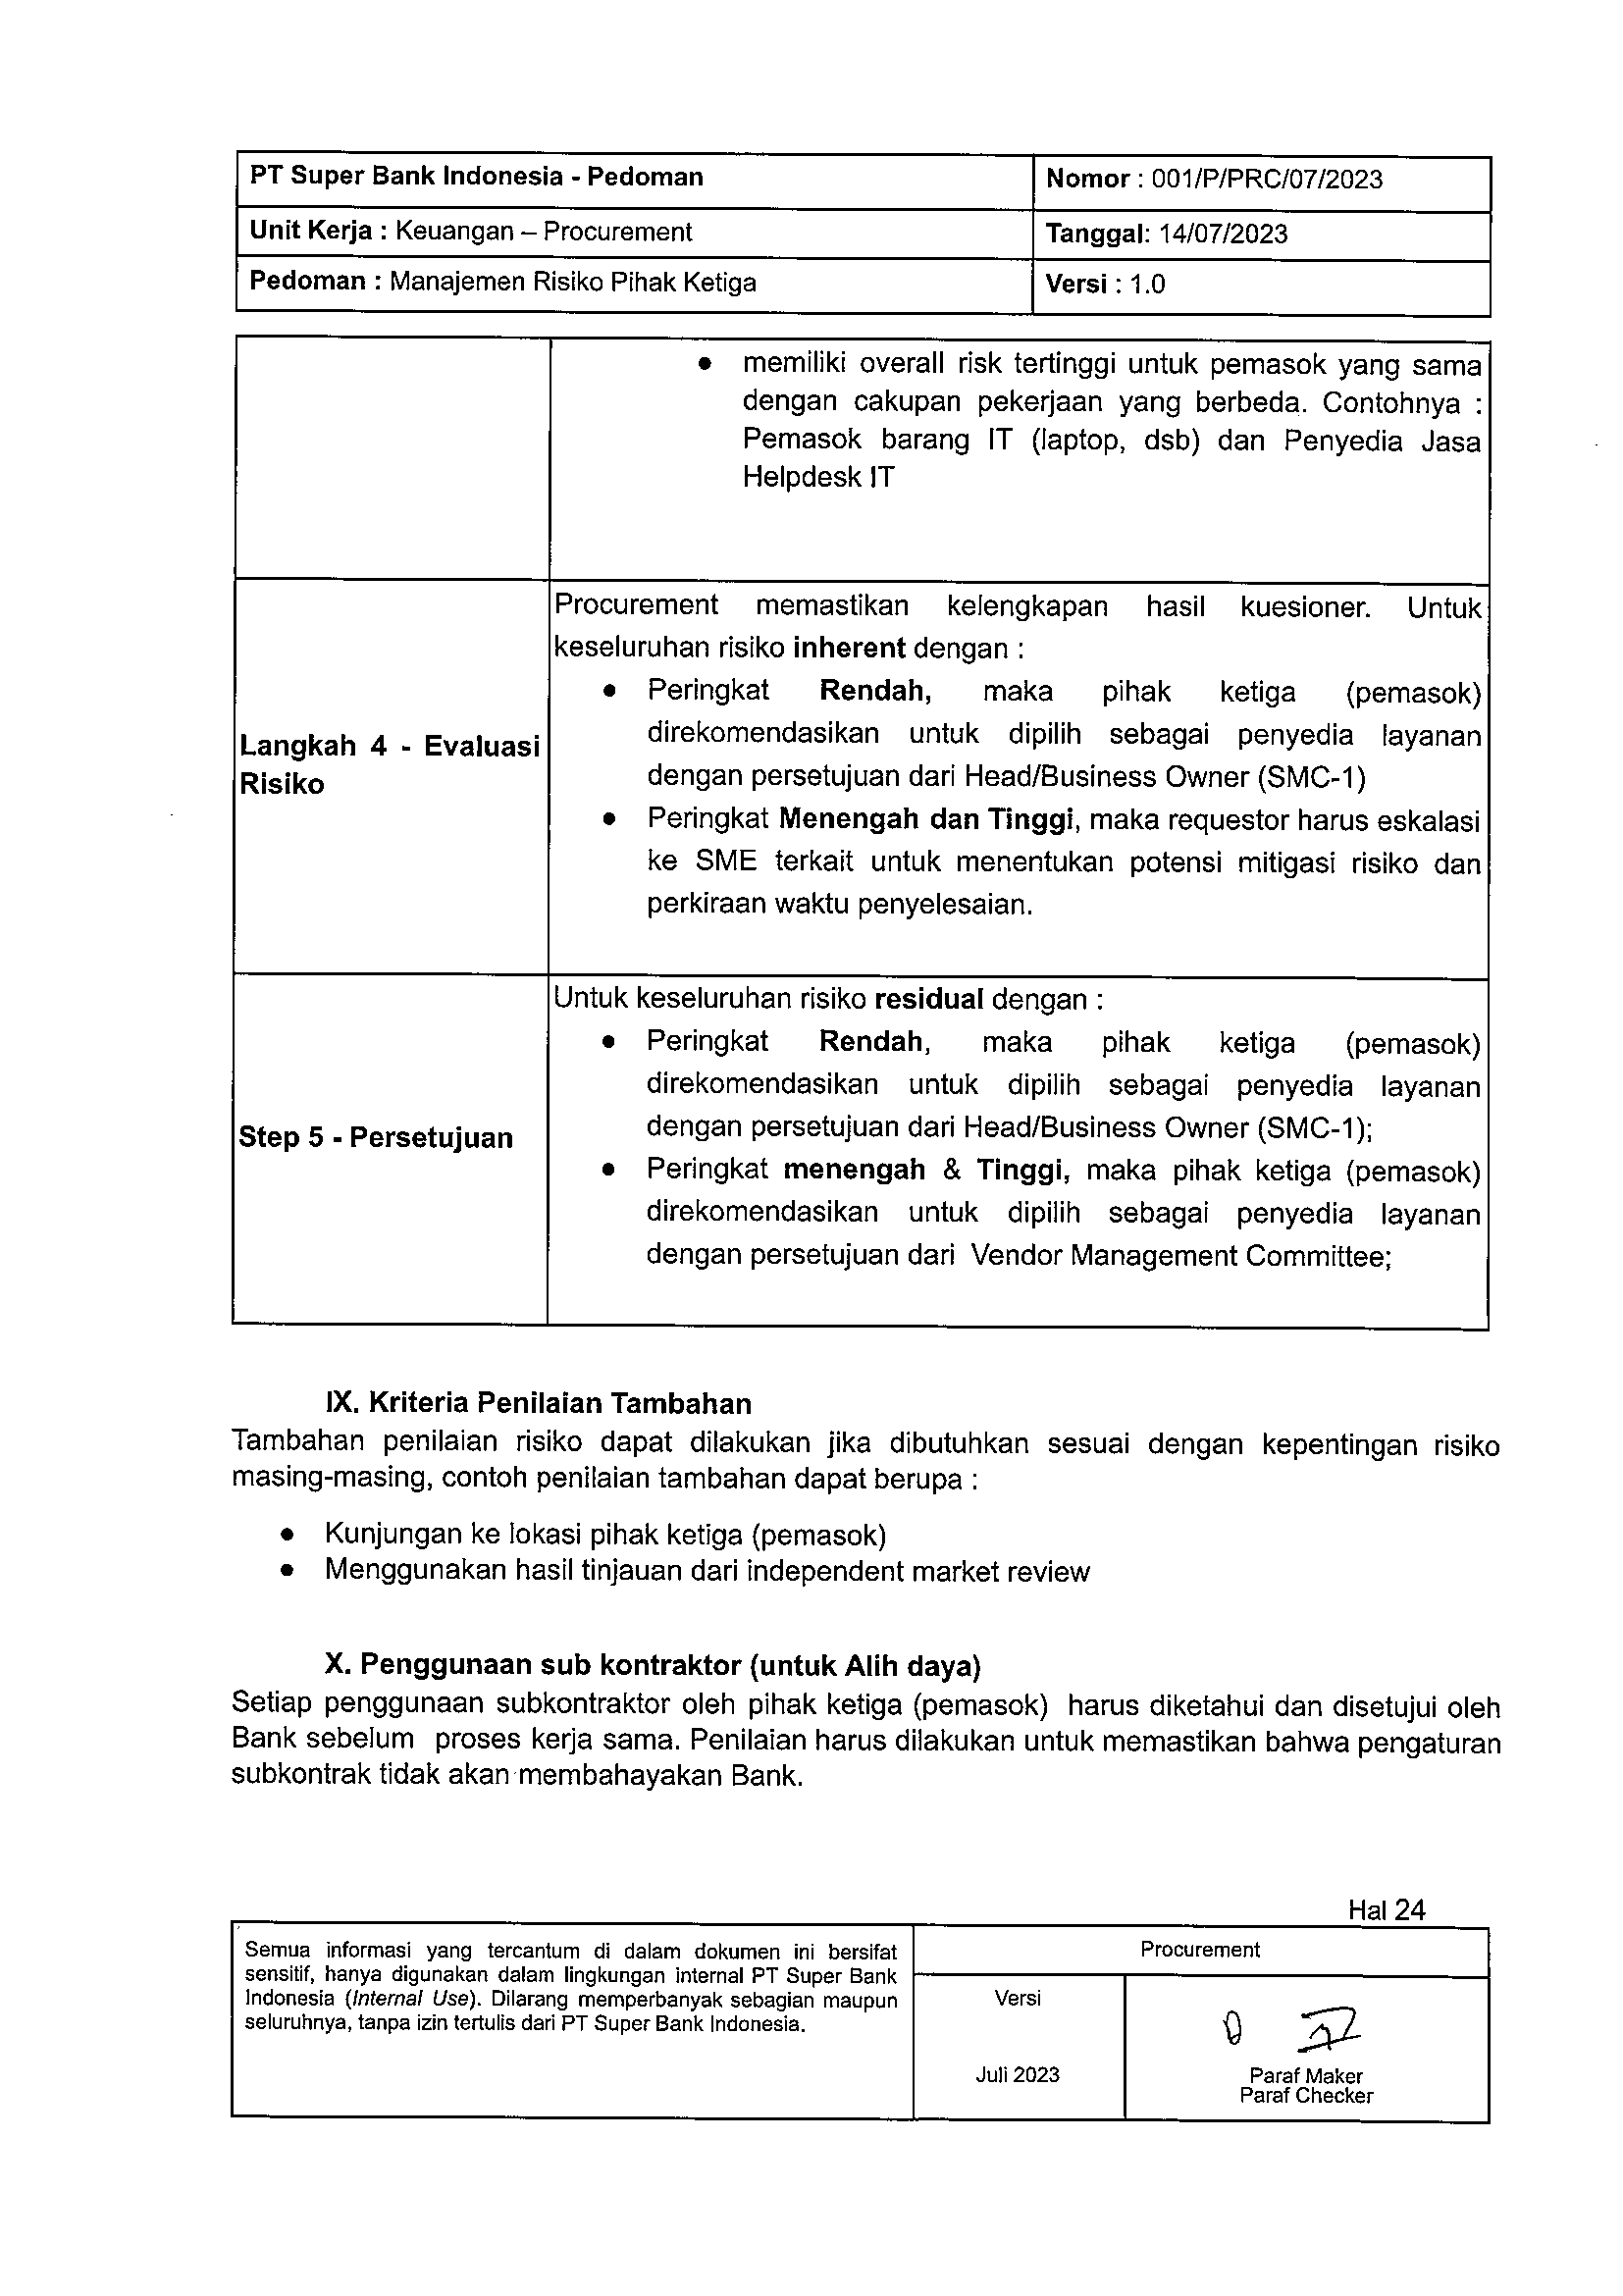 PT Super Bank Indonesia - Pedoman
Nomor : 001/P/PRC/07/2023
Unit Kerja : Keuangan – Procurement
Tanggal: 14/07/2023
Pedoman : Manajemen Risiko Pihak Ketiga
Versi : 1.0
● memiliki overall risk tertinggi untuk pemasok yang sama
dengan cakupan pekerjaan yang berbeda. Contohnya :
Pemasok barang IT (laptop, dsb) dan Penyedia Jasa
Helpdesk IT
Langkah 4 - Evaluasi
Risiko
Procurement memastikan kelengkapan hasil kuesioner. Untuk
keseluruhan risiko inherent dengan :
● Peringkat Rendah, maka pihak ketiga (pemasok)
direkomendasikan untuk dipilih sebagai penyedia layanan
dengan persetujuan dari Head/Business Owner (SMC-1)
● Peringkat Menengah dan Tinggi, maka requestor harus eskalasi
ke SME terkait untuk menentukan potensi mitigasi risiko dan
perkiraan waktu penyelesaian.
Step 5 - Persetujuan
Untuk keseluruhan risiko residual dengan :
● Peringkat Rendah, maka pihak ketiga (pemasok)
direkomendasikan untuk dipilih sebagai penyedia layanan
dengan persetujuan dari Head/Business Owner (SMC-1);
● Peringkat menengah & Tinggi, maka pihak ketiga (pemasok)
direkomendasikan untuk dipilih sebagai penyedia layanan
dengan persetujuan dari Vendor Management Committee;
IX. Kriteria Penilaian Tambahan
Tambahan penilaian risiko dapat dilakukan jika dibutuhkan sesuai dengan kepentingan risiko
masing-masing, contoh penilaian tambahan dapat berupa :
● Kunjungan ke lokasi pihak ketiga (pemasok)
● Menggunakan hasil tinjauan dari independent market review
X. Penggunaan sub kontraktor (untuk Alih daya)
Setiap penggunaan subkontraktor oleh pihak ketiga (pemasok) harus diketahui dan disetujui oleh
Bank sebelum proses kerja sama. Penilaian harus dilakukan untuk memastikan bahwa pengaturan
subkontrak tidak akan membahayakan Bank.
Hal 24
Semua informasi yang tercantum di dalam dokumen ini bersifat
sensitif, hanya digunakan dalam lingkungan internal PT Super Bank
Indonesia (Internal Use). Dilarang memperbanyak sebagian maupun
seluruhnya, tanpa izin tertulis dari PT Super Bank Indonesia.
Procurement
Versi
Juli 2023
Paraf Maker
Paraf Checker